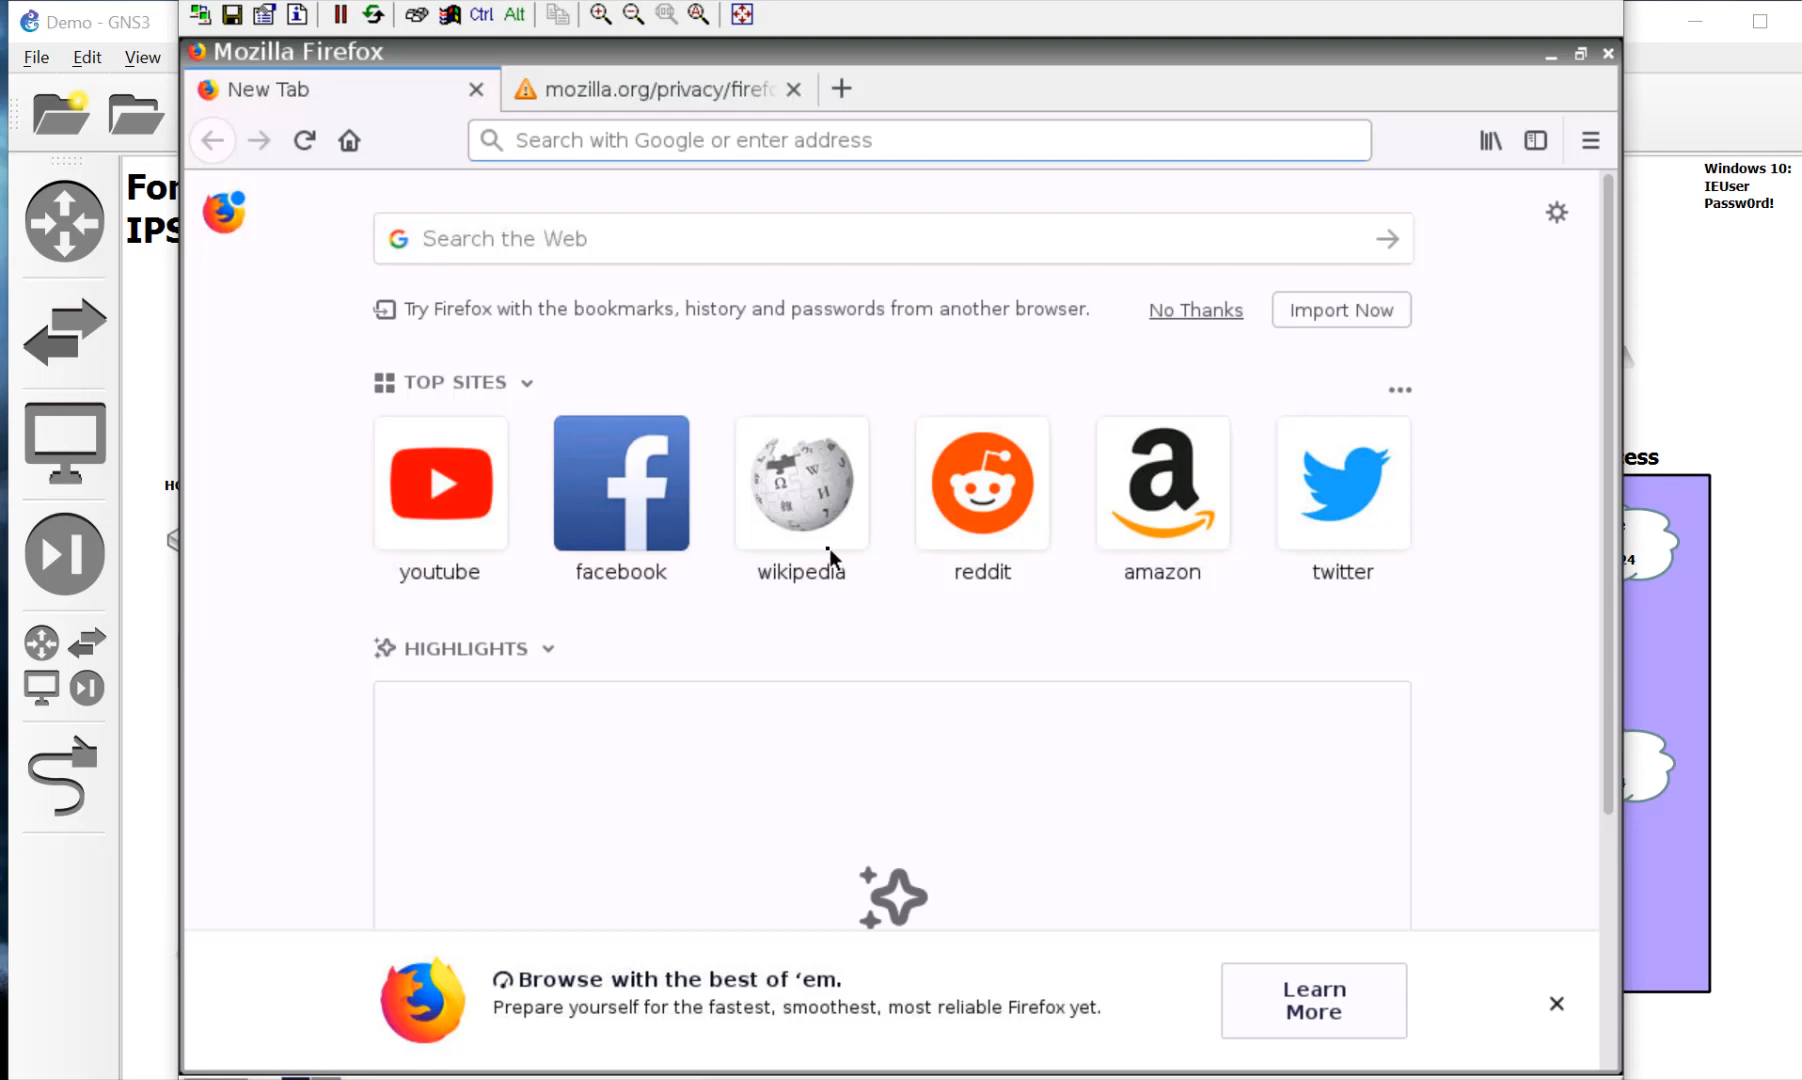 Demo - GNS3
Ctrl Alt
Mozilla Firefox
File Edit View
New Tab
mozilla.org/privacy/firef
Search with Google or enter address
Windows 10:
IEUser
Passw0rd!
For
IPS
Search the Web
Try Firefox with the bookmarks, history and passwords from another browser.
No Thanks
Import Now
TOP SITES
youtube
facebook
wikipedia
reddit
amazon
twitter
cess
24
HIGHLIGHTS
Browse with the best of ‘em.
Prepare yourself for the fastest, smoothest, most reliable Firefox yet.
Learn
More